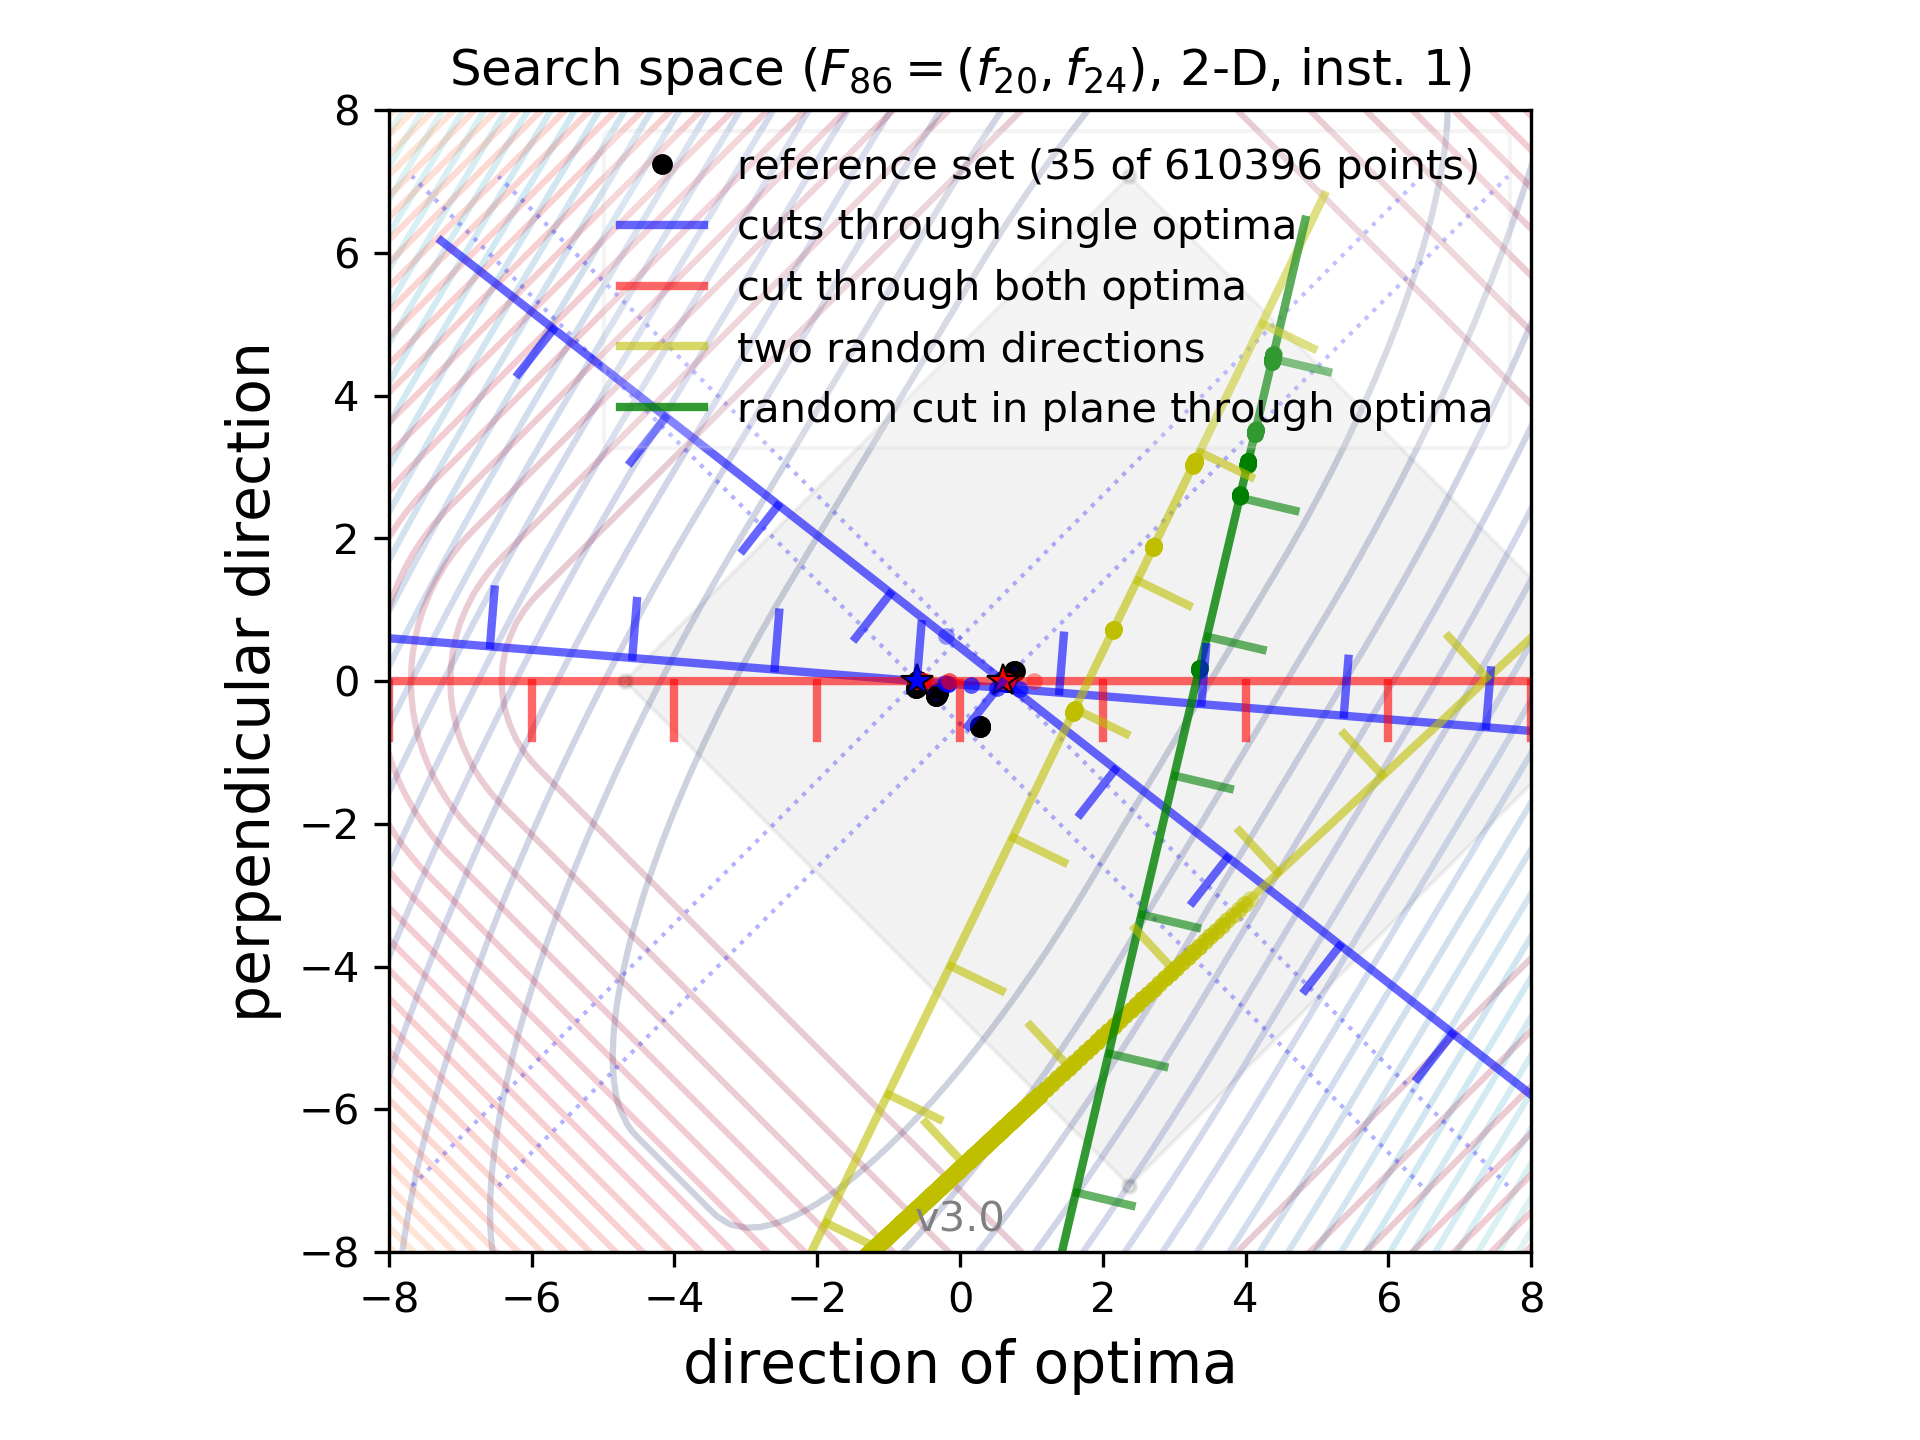 Search space (F86 = (f20, f24), 2-D, inst. 1)
reference set (35 of 610396 points)
cuts through single optima
cut through both optima
two random directions
random cut in plane through optima
8
6
4
2
0
−2
−4
−6
−8
perpendicular direction
v3.0
−8 −6 −4 −2 0 2 4 6 8
direction of optima